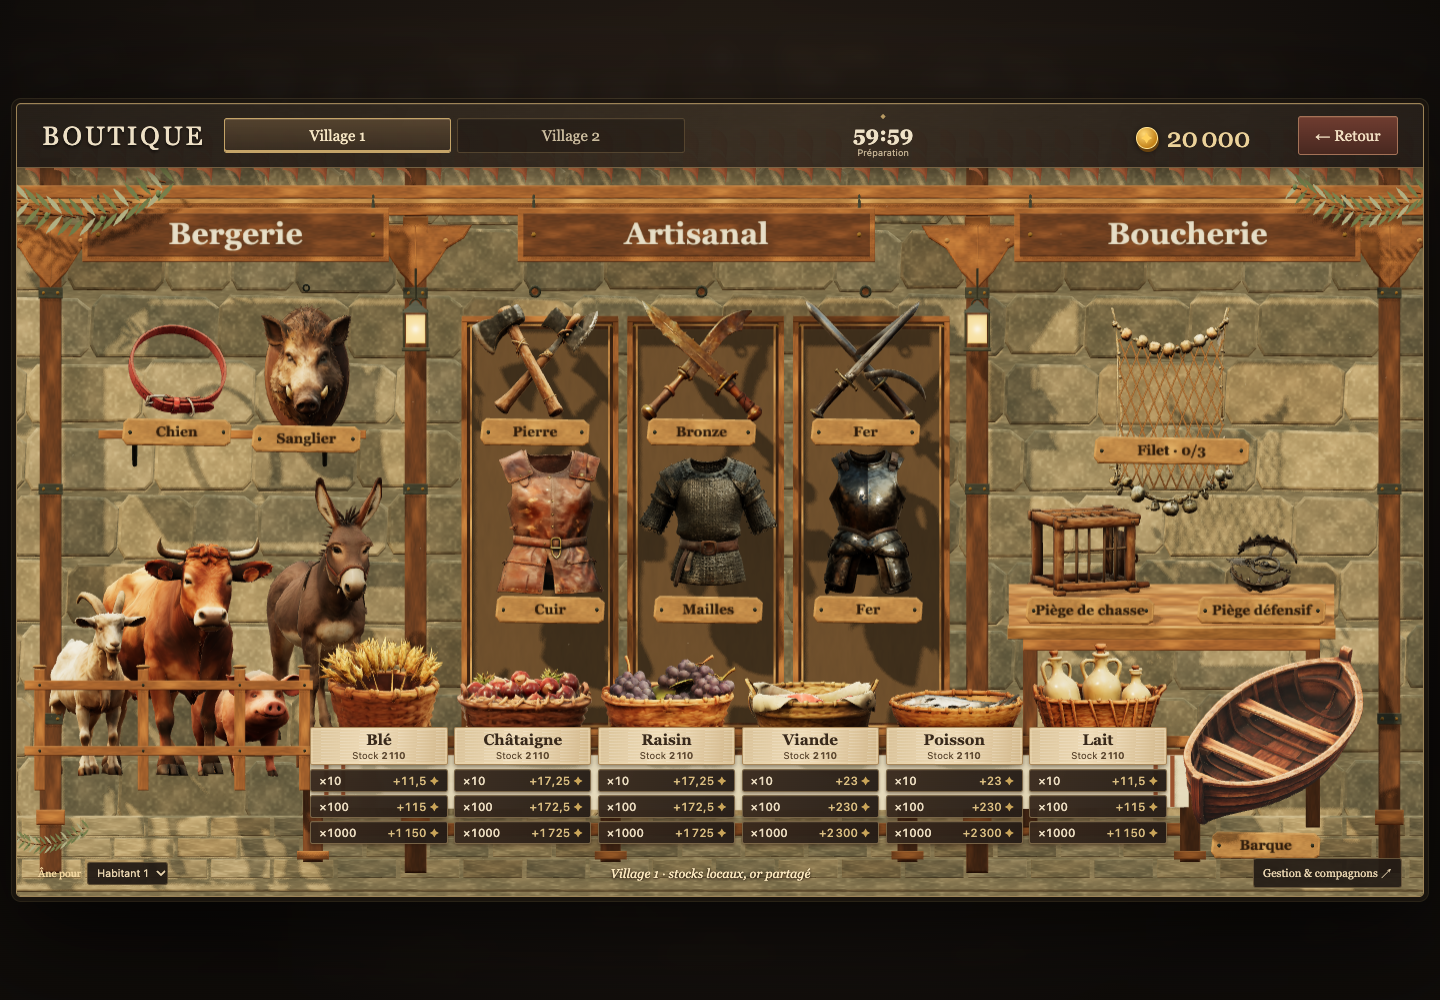 BOUTIQUE
Village 1
Village 2
59:59
Préparation
20 000
← Retour
Bergerie
Artisanal
Boucherie
Chien
Sanglier
Pierre
Bronze
Fer
Filet · 0/3
Cuir
Mailles
Fer
Piège de chasse
Piège défensif
Blé
Stock 2 110
×10 +11,5
×100 +115
×1000 +1 150
Châtaigne
Stock 2 110
×10 +17,25
×100 +172,5
×1000 +1 725
Raisin
Stock 2 110
×10 +17,25
×100 +172,5
×1000 +1 725
Viande
Stock 2 110
×10 +23
×100 +230
×1000 +2 300
Poisson
Stock 2 110
×10 +23
×100 +230
×1000 +2 300
Lait
Stock 2 110
×10 +11,5
×100 +115
×1000 +1 150
Barque
Âne pour Habitant 1
Village 1 · stocks locaux, or partagé
Gestion & compagnons ↗